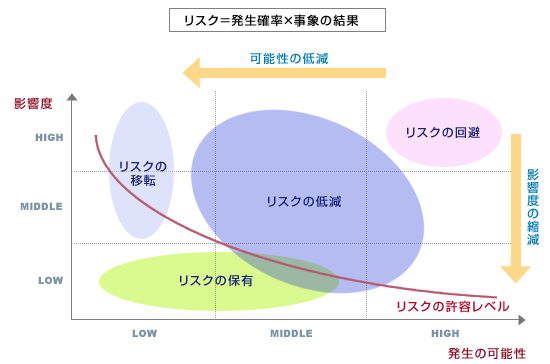 リスク＝発生確率×事象の結果
可能性の低減
影響度
HIGH
リスクの回避
リスクの
移転
影響度の縮減
リスクの低減
MIDDLE
LOW
リスクの保有
リスクの許容レベル
LOW
MIDDLE
HIGH
発生の可能性